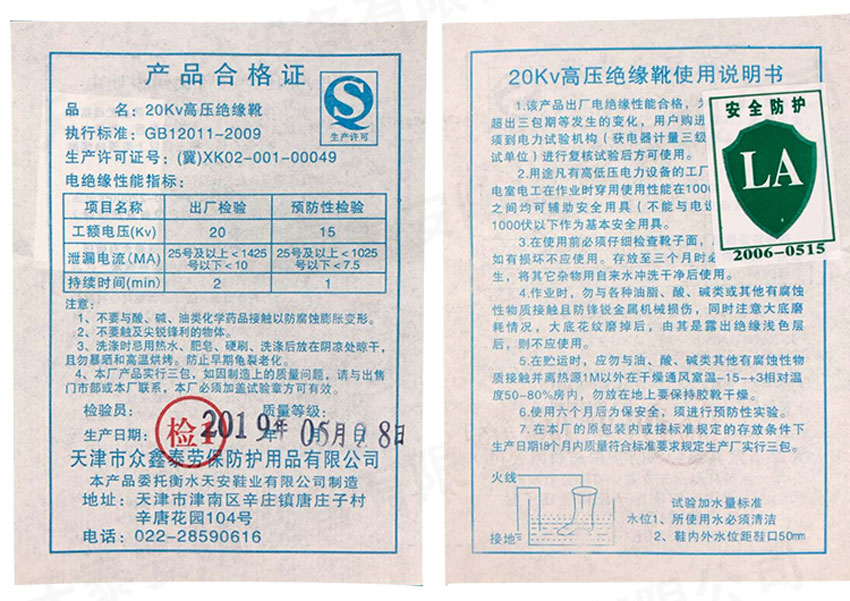 产品合格证
生产许可
品 名：20Kv高压绝缘靴
执行标准：GB12011-2009
生产许可证号：(冀)XK02-001-00049
电绝缘性能指标：
项目名称 出厂检验 预防性检验
工额电压(Kv) 20 15
泄漏电流(MA) 25号及以上<1425 25号及以上<1025
号以下<10 号以下<7.5
持续时间(min) 2 1
注意：
1、不要与酸、碱、油类化学药品接触以防腐蚀膨胀变形。
2、不要触及尖锐锋利的物体。
3、洗涤时忌用热水、肥皂、硬刷、洗涤后放在阴凉处晾干，
且勿暴晒和高温烘烤。防止早期龟裂老化。
4、本厂产品实行三包，如因制造上的质量问题，请与出售
门市部或本厂联系，本厂必须加盖试验章方可有效。
检验员： 质量等级：
生产日期： 检1 2019年 05月08日
天津市众鑫泰劳保防护用品有限公司
本产品委托衡水天安鞋业有限公司制造
地址：天津市津南区辛庄镇唐庄子村
辛唐花园104号
电话：022-28590616
20Kv高压绝缘靴使用说明书
1.该产品出厂电绝缘性能合格，
超出三包期等发生的变化，用户购进
须到电力试验机构（获电器计量三级
试单位）进行复核试验后方可使用。
2.用途凡有高低压电力设备的工厂
电室电工在作业时穿用使用性能在1000
之间均可辅助安全用具（不能与电设
1000伏以下作为基本安全用具。
3.在使用前必须仔细检查靴子面，
如有损坏不应使用。存放至三个月时必
生，将其它杂物用自来水冲洗干净后使用。
4.作业时，勿与各种油脂、酸、碱类或其他有腐蚀
性物质接触且防锋锐金属机械损伤，同时注意大底磨
耗情况，大底花纹磨掉后，由其是露出绝缘浅色层
后，则不应使用。
5.在贮运时，应勿与油、酸、碱类其他有腐蚀性物
质接触并离热源1M以外在干燥通风室温-15-+3相对温
度50-80%房内，勿放在地上要保持胶靴干燥。
6.使用六个月后为保安全，须进行预防性实验。
7.在本厂的原包装内或按标准规定的存放条件下
生产日期18个月内质量符合标准要求规定生产厂实行三包。
安全防护
LA
2006-0515
火线
接地
试验加水量标准
水位1、所使用水必须清洁
2、鞋内外水位距鞋口50mm